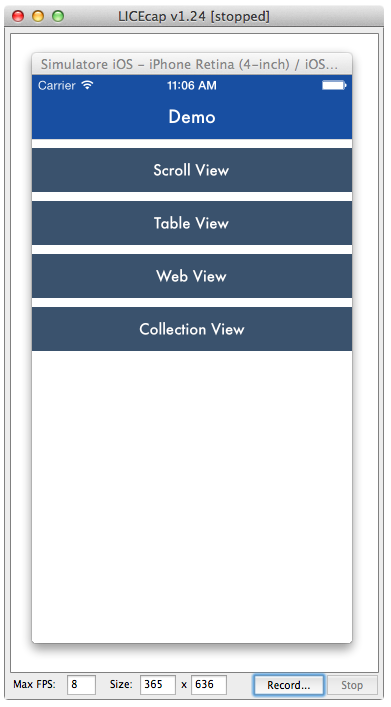 LICEcap v1.24 [stopped]
Simulatore iOS – iPhone Retina (4-inch) / iOS...
Carrier 11:06 AM
Demo
Scroll View
Table View
Web View
Collection View
Max FPS: 8 Size: 365 x 636 Record... Stop